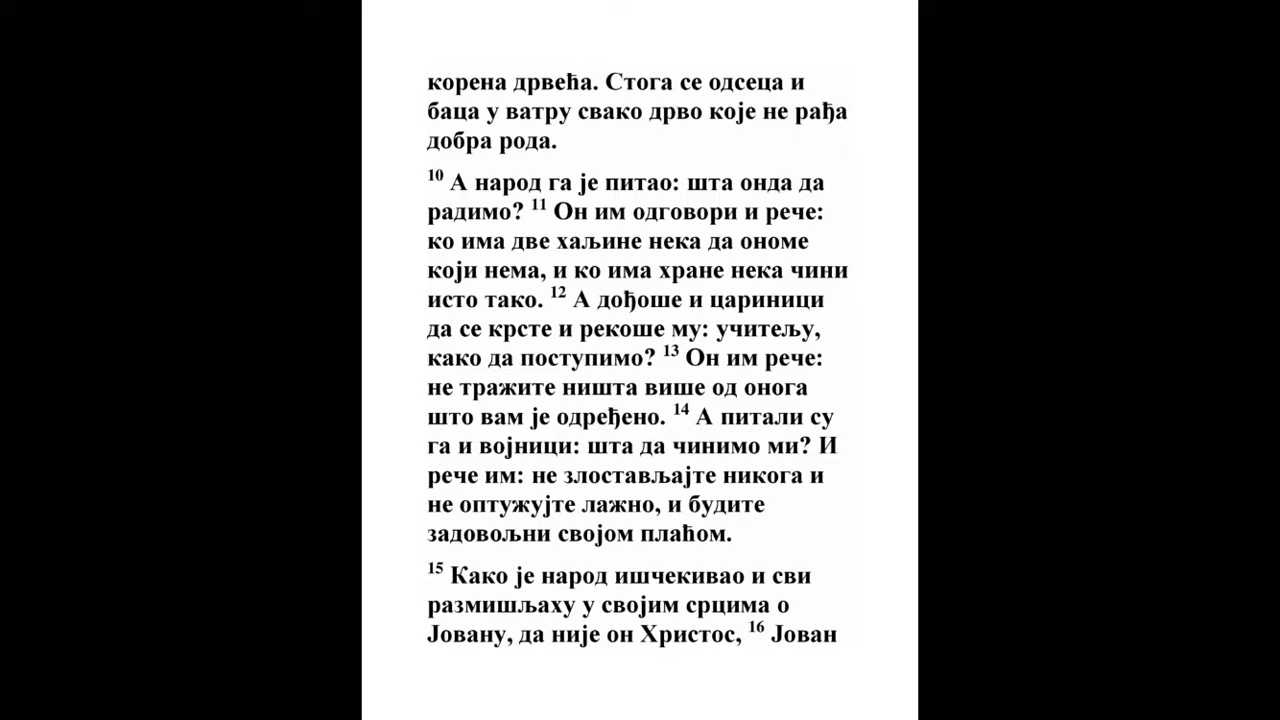 корена дрвећа. Стога се одсеца и
баца у ватру свако дрво које не рађа
добра рода.
10 А народ га је питао: шта онда да
радимо? 11 Он им одговори и рече:
ко има две хаљине нека да ономе
који нема, и ко има хране нека чини
исто тако. 12 А дођоше и цариници
да се крсте и рекоше му: учитељу,
како да поступимо? 13 Он им рече:
не тражите ништа више од онога
што вам је одређено. 14 А питали су
га и војници: шта да чинимо ми? И
рече им: не злостављајте никога и
не оптужујте лажно, и будите
задовољни својом плаћом.
15 Како је народ ишчекивао и сви
размишљаху у својим срцима о
Јовану, да није он Христос, 16 Јован